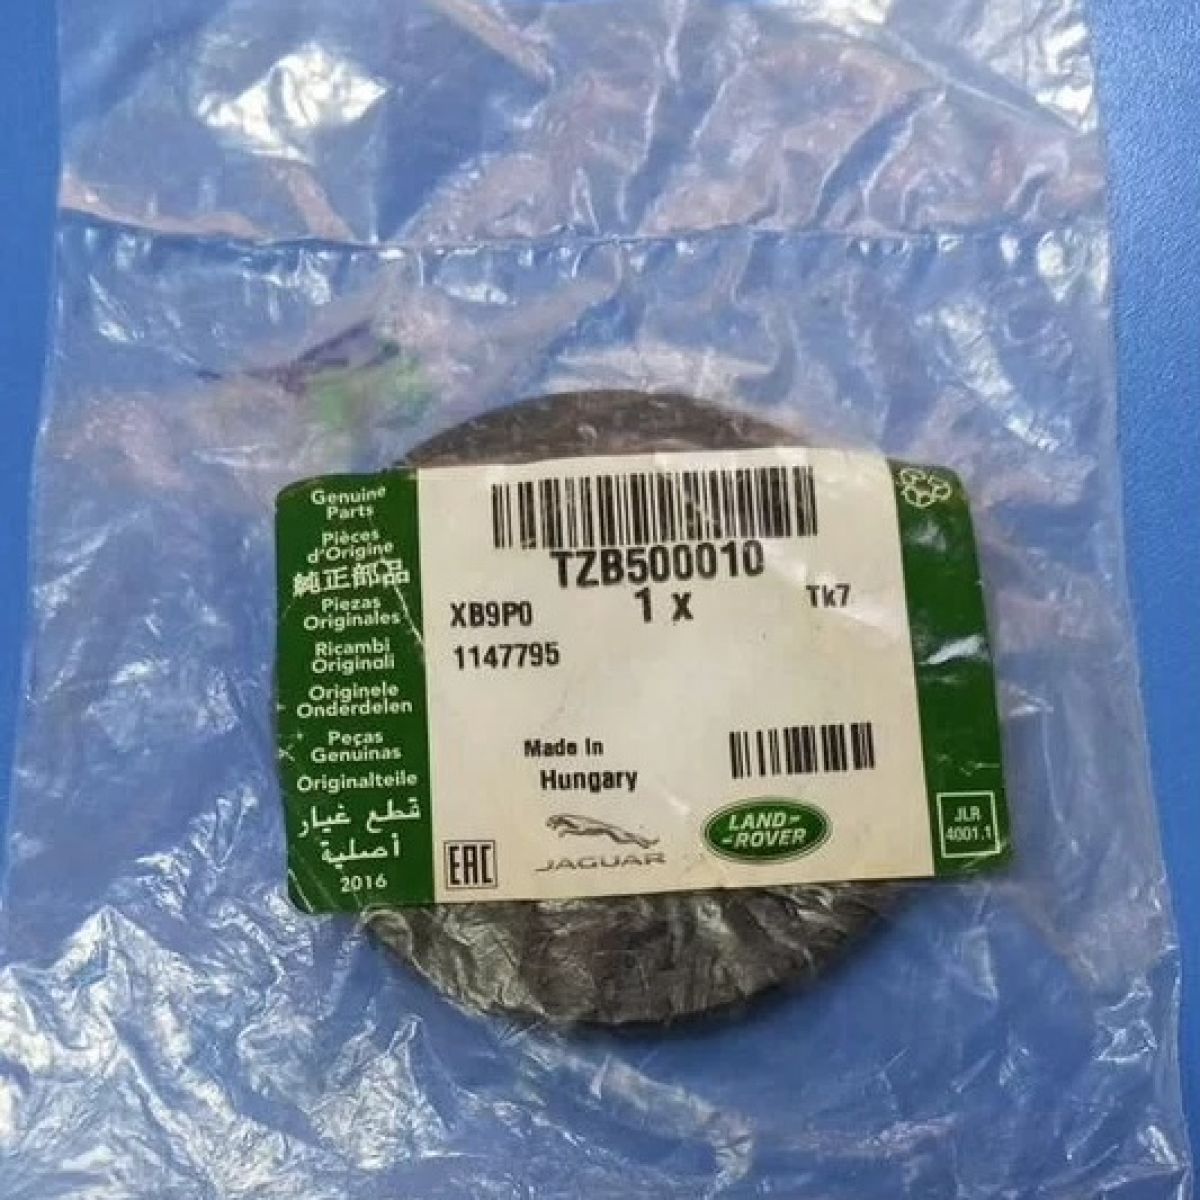 Genuine
Parts
Pièces
d'Origine
純正部品
Piezas
Originales
Ricambi
Originali
Originele
Onderdelen
Peças
Genuinas
Originalteile
قطع غيار
أصلية
2016
TZB500010
1 x
Tk7
XB9P0
1147795
Made In
Hungary
EAC
JAGUAR
LAND-
-ROVER
JLR
4001.1